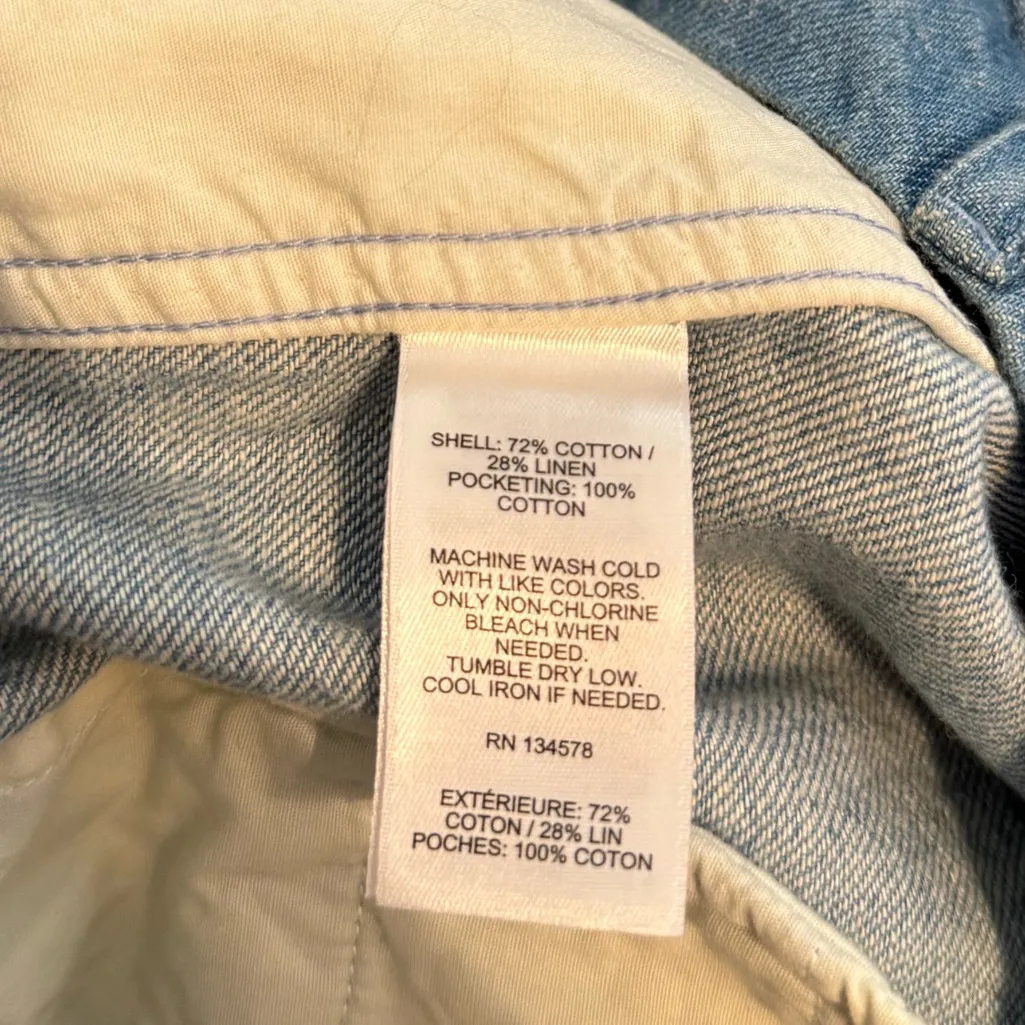 SHELL: 72% COTTON /
28% LINEN
POCKETING: 100%
COTTON
MACHINE WASH COLD
WITH LIKE COLORS.
ONLY NON-CHLORINE
BLEACH WHEN
NEEDED.
TUMBLE DRY LOW.
COOL IRON IF NEEDED.
RN 134578
EXTÉRIEURE: 72%
COTON / 28% LIN
POCHES: 100% COTON